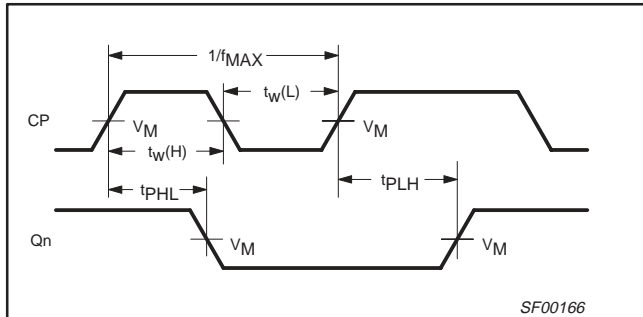 1/fMAX
tw(L)
CP
VM
VM
tw(H)
tPHL
tPLH
Qn
VM
VM
SF00166